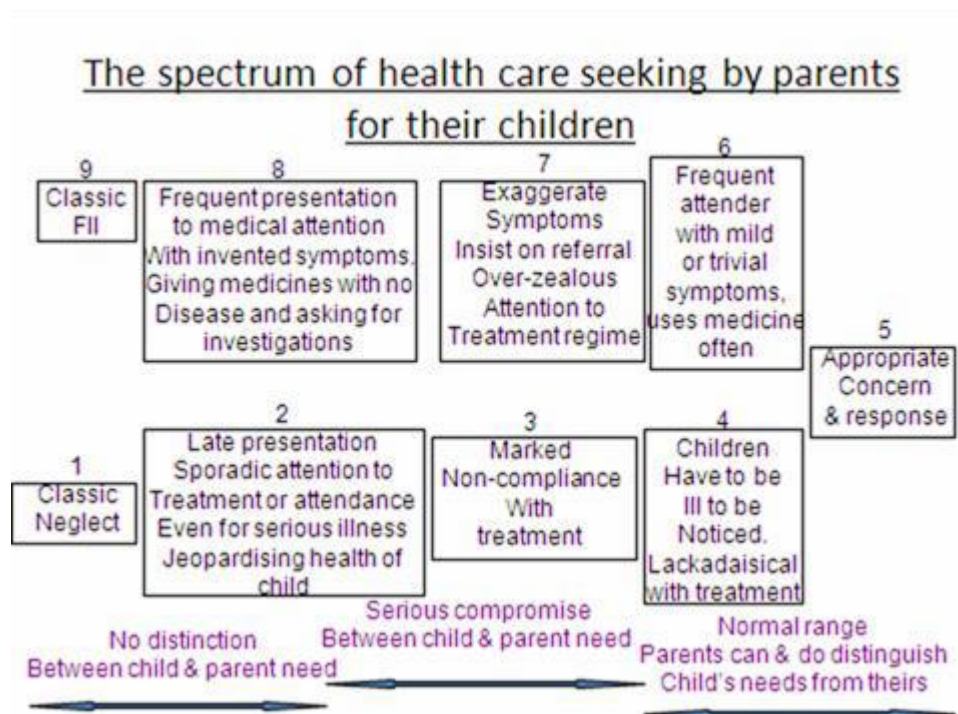 The spectrum of health care seeking by parents
for their children
9
Classic
FII
8
Frequent presentation
to medical attention
With invented symptoms.
Giving medicines with no
Disease and asking for
investigations
7
Exaggerate
Symptoms
Insist on referral
Over-zealous
Attention to
Treatment regime
6
Frequent
attender
with mild
or trivial
symptoms,
uses medicine
often
5
Appropriate
Concern
& response
1
Classic
Neglect
2
Late presentation
Sporadic attention to
Treatment or attendance
Even for serious illness
Jeopardising health of
child
3
Marked
Non-compliance
With
treatment
4
Children
Have to be
Ill to be
Noticed.
Lackadaisical
with treatment
No distinction
Between child & parent need
Serious compromise
Between child & parent need
Normal range
Parents can & do distinguish
Child's needs from theirs